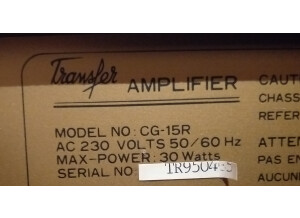 Transfer AMPLIFIER
MODEL NO: CG-15R
AC 230 VOLTS 50/60 Hz
MAX-POWER: 30 Watts
SERIAL NO
CAUT
CHASS
REFER
ATTE
PAS EN
AUCUN